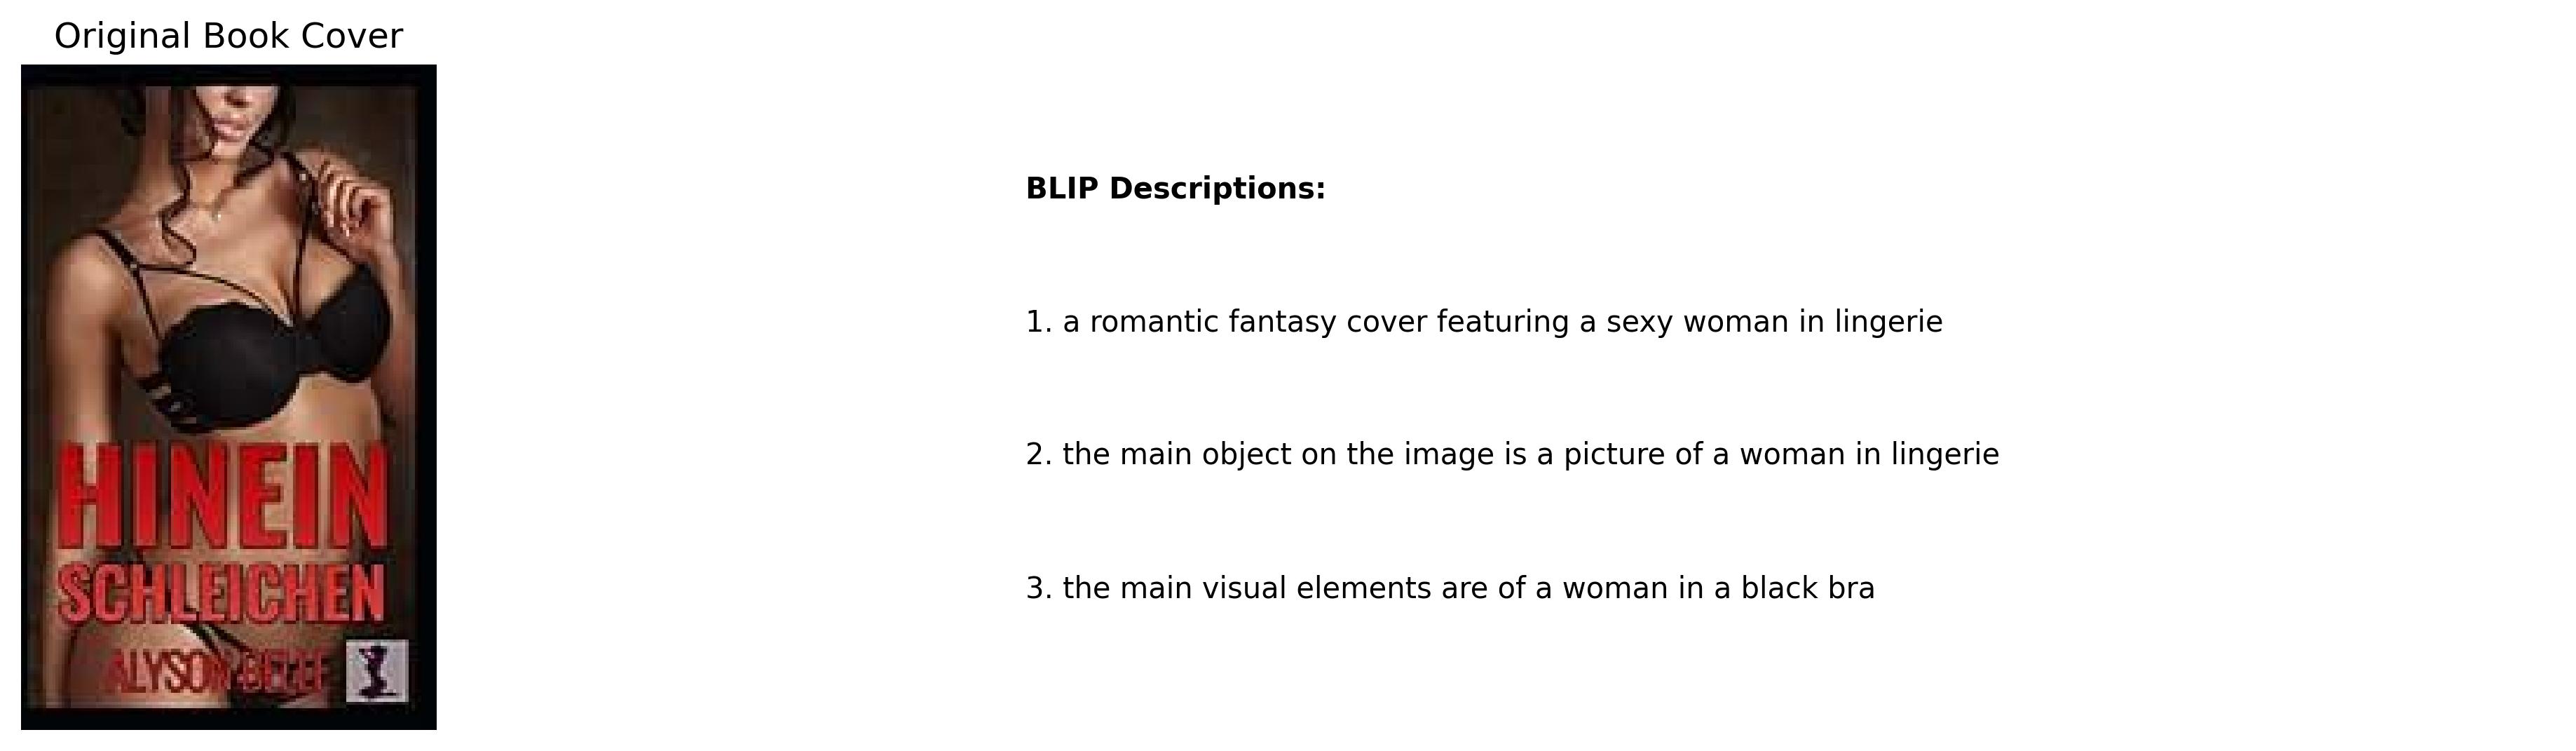 Original Book Cover
HINEIN
SCHLEICHEN
ALYSON
BLIP Descriptions:
1. a romantic fantasy cover featuring a sexy woman in lingerie
2. the main object on the image is a picture of a woman in lingerie
3. the main visual elements are of a woman in a black bra